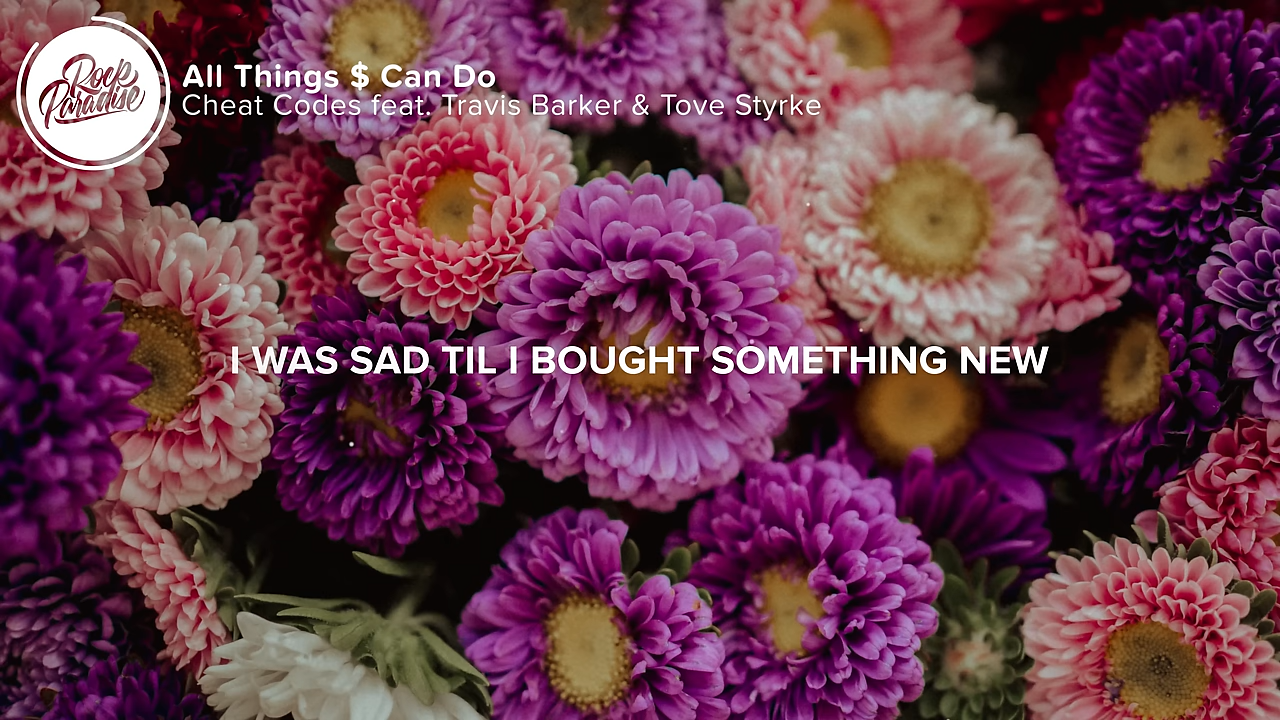 Rock
Paradise
All Things $ Can Do
Cheat Codes feat. Travis Barker & Tove Styrke
I WAS SAD TIL I BOUGHT SOMETHING NEW